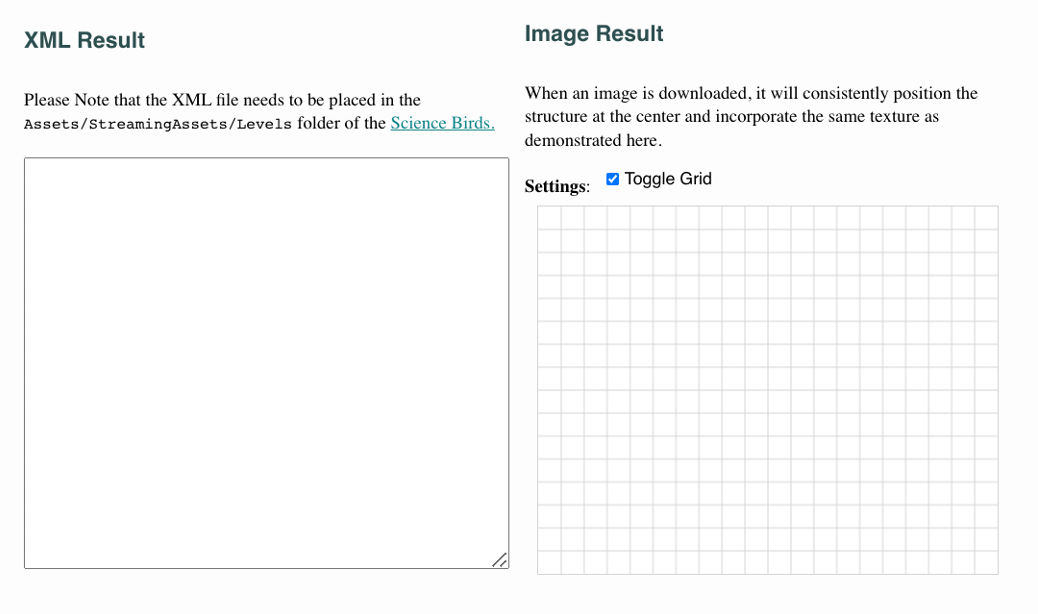 XML Result
Please Note that the XML file needs to be placed in the
Assets/StreamingAssets/Levels folder of the Science Birds.
Image Result
When an image is downloaded, it will consistently position the
structure at the center and incorporate the same texture as
demonstrated here.
Settings: Toggle Grid